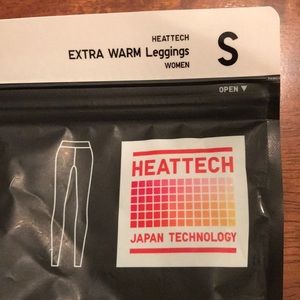 HEATTECH
EXTRA WARM Leggings
WOMEN
S
OPEN ▼
HEATTECH
JAPAN TECHNOLOGY